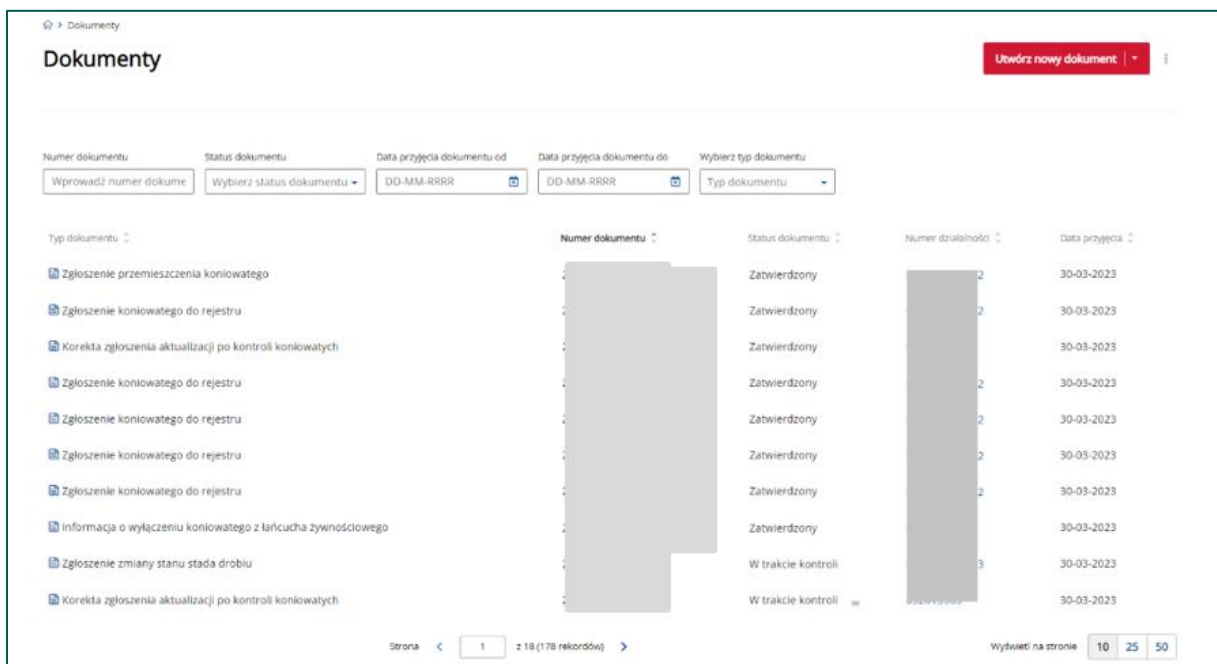 > Dokumenty
Dokumenty
Utwórz nowy dokument
Numer dokumentu Status dokumentu Data przyjęcia dokumentu od Data przyjęcia dokumentu do Wybierz typ dokumentu
Wprowadź numer dokume Wybierz status dokumentu DD-MM-RRRR DD-MM-RRRR Typ dokumentu
Typ dokumentu Numer dokumentu Status dokumentu Numer działalności Data przyjęcia
Zgłoszenie przemieszczenia koniowatego Zatwierdzony 2 30-03-2023
Zgłoszenie koniowatego do rejestru Zatwierdzony 2 30-03-2023
Korekta zgłoszenia aktualizacji po kontroli koniowatych Zatwierdzony 30-03-2023
Zgłoszenie koniowatego do rejestru Zatwierdzony 2 30-03-2023
Zgłoszenie koniowatego do rejestru Zatwierdzony 2 30-03-2023
Zgłoszenie koniowatego do rejestru Zatwierdzony 2 30-03-2023
Zgłoszenie koniowatego do rejestru Zatwierdzony 2 30-03-2023
Informacja o wyłączeniu koniowatego z łańcucha żywnościowego Zatwierdzony 30-03-2023
Zgłoszenie zmiany stanu stada drobiu W trakcie kontroli 3 30-03-2023
Korekta zgłoszenia aktualizacji po kontroli koniowatych W trakcie kontroli 30-03-2023
Strona < 1 z 18 (178 rekordów) > Wyświetl na stronie 10 25 50